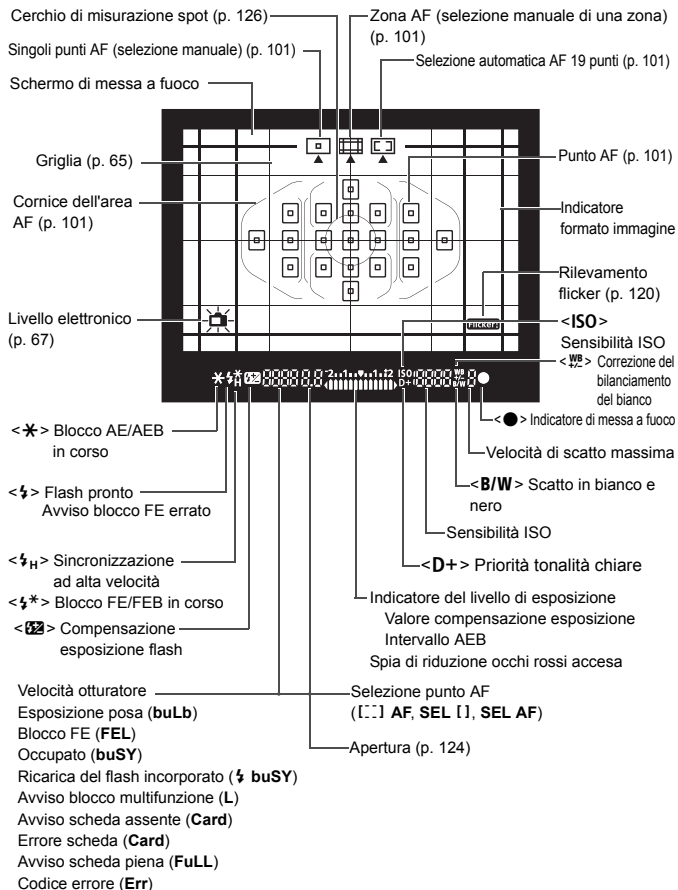 Cerchio di misurazione spot (p. 126)
Zona AF (selezione manuale di una zona)
(p. 101)
Singoli punti AF (selezione manuale) (p. 101)
Selezione automatica AF 19 punti (p. 101)
Schermo di messa a fuoco
Griglia (p. 65)
Punto AF (p. 101)
Cornice dell'area
AF (p. 101)
Indicatore
formato immagine
Rilevamento
flicker (p. 120)
Livello elettronico
(p. 67)
Flicker!
<ISO>
Sensibilità ISO
<WB +/-> Correzione del
bilanciamento
del bianco
<●> Indicatore di messa a fuoco
-2..1..▼..1..+2 ISO
D+
WB
B/W
<✱> Blocco AE/AEB
in corso
Velocità di scatto massima
<B/W> Scatto in bianco e
nero
<⚡> Flash pronto
Avviso blocco FE errato
Sensibilità ISO
<D+> Priorità tonalità chiare
<⚡H> Sincronizzazione
ad alta velocità
<⚡*> Blocco FE/FEB in corso
<⚡±> Compensazione
esposizione flash
Indicatore del livello di esposizione
Valore compensazione esposizione
Intervallo AEB
Spia di riduzione occhi rossi accesa
Velocità otturatore
Esposizione posa (buLb)
Blocco FE (FEL)
Occupato (buSY)
Ricarica del flash incorporato (⚡ buSY)
Avviso blocco multifunzione (L)
Avviso scheda assente (Card)
Errore scheda (Card)
Avviso scheda piena (FuLL)
Codice errore (Err)
Selezione punto AF
([   ] AF, SEL [ ], SEL AF)
Apertura (p. 124)